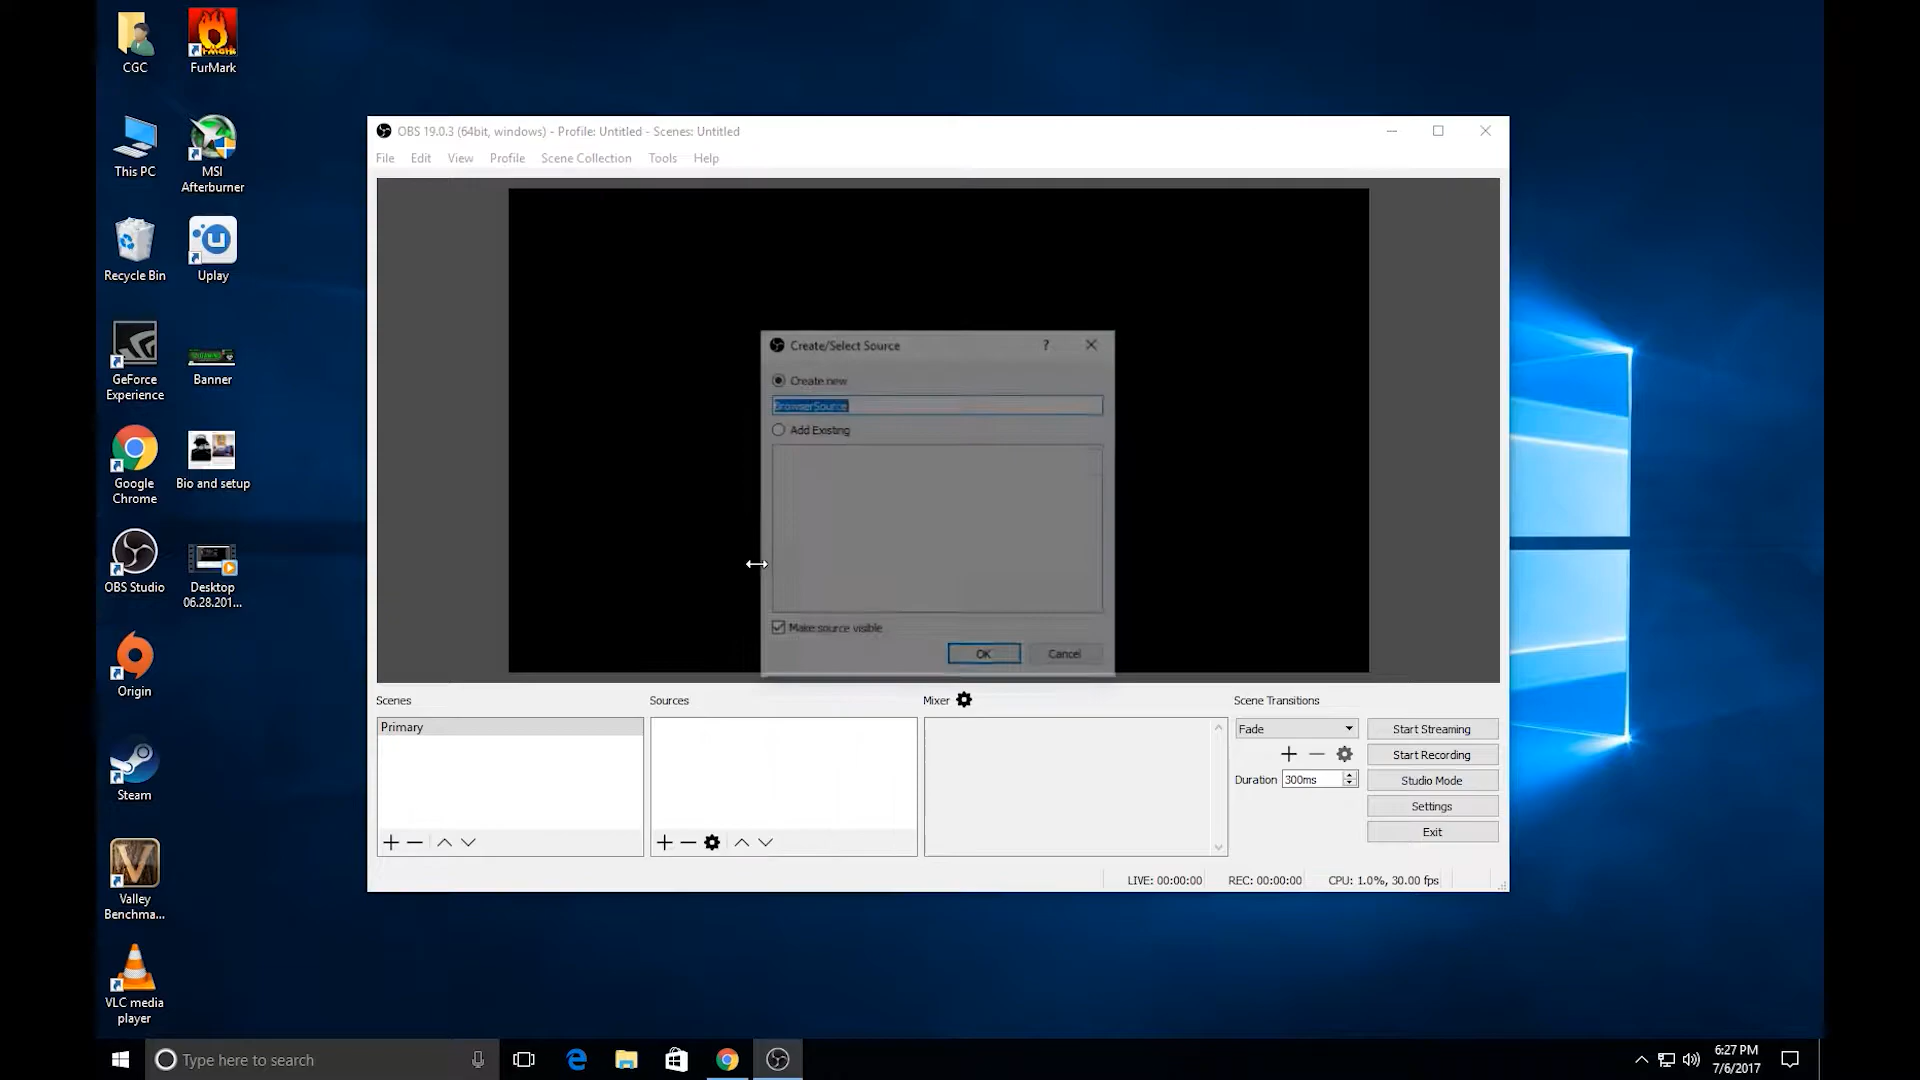 CGC
FurMark
This PC
MSI
Afterburner
Recycle Bin
Uplay
GeForce
Experience
Banner
Google
Chrome
Bio and setup
OBS Studio
Desktop
06.28.201...
Origin
Steam
Valley
Benchma...
VLC media
player
OBS 19.0.3 (64bit, windows) - Profile: Untitled - Scenes: Untitled
File Edit View Profile Scene Collection Tools Help
Create/Select Source
?
Create new
BrowserSource
Add Existing
Make source visible
OK
Cancel
Scenes
Primary
Sources
Mixer
Scene Transitions
Fade
Duration 300ms
Start Streaming
Start Recording
Studio Mode
Settings
Exit
LIVE: 00:00:00
REC: 00:00:00
CPU: 1.0%, 30.00 fps
Type here to search
6:27 PM
7/6/2017